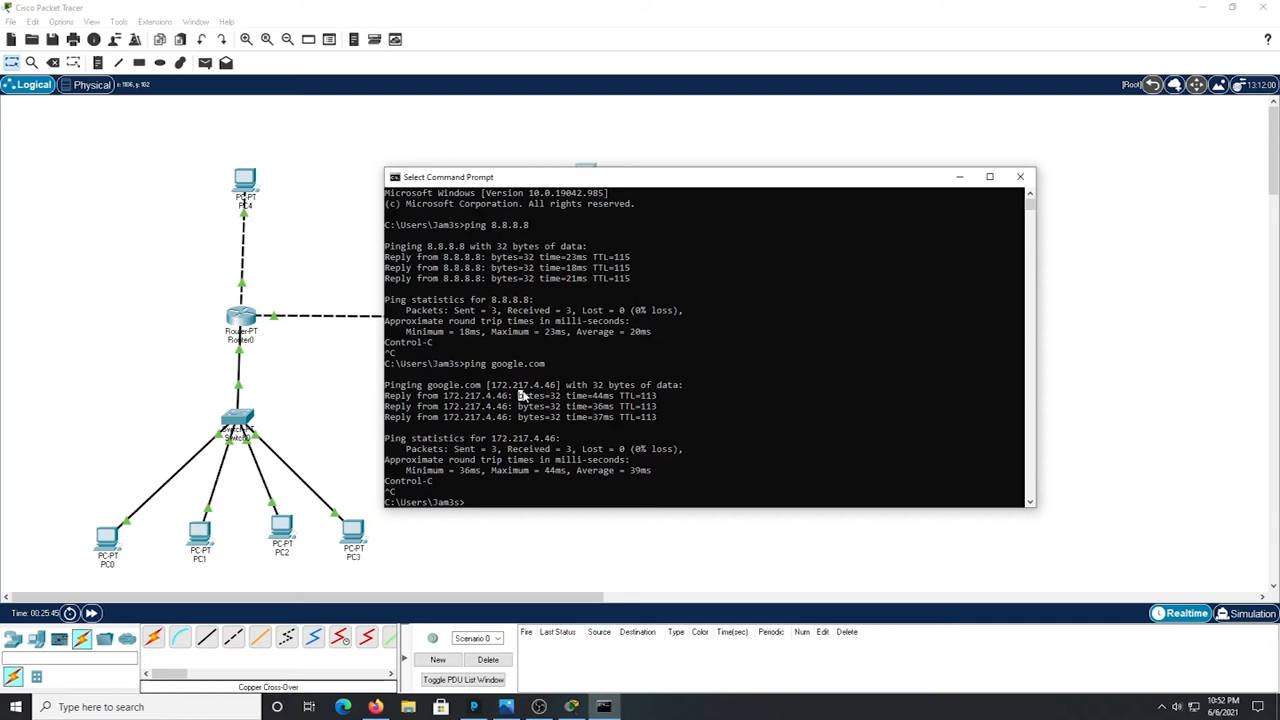 Cisco Packet Tracer
File Edit Options View Tools Extensions Window Help
Logical Physical x: 1106, y: 102 [Root] 13:12:00
PC-PT
PC4
Router-PT
Router0
Switch-PT
Switch0
PC-PT
PC0
PC-PT
PC1
PC-PT
PC2
PC-PT
PC3
Select Command Prompt
Microsoft Windows [Version 10.0.19042.985]
(c) Microsoft Corporation. All rights reserved.
C:\Users\Jam3s>ping 8.8.8.8
Pinging 8.8.8.8 with 32 bytes of data:
Reply from 8.8.8.8: bytes=32 time=23ms TTL=115
Reply from 8.8.8.8: bytes=32 time=18ms TTL=115
Reply from 8.8.8.8: bytes=32 time=21ms TTL=115
Ping statistics for 8.8.8.8:
Packets: Sent = 3, Received = 3, Lost = 0 (0% loss),
Approximate round trip times in milli-seconds:
Minimum = 18ms, Maximum = 23ms, Average = 20ms
Control-C
^C
C:\Users\Jam3s>ping google.com
Pinging google.com [172.217.4.46] with 32 bytes of data:
Reply from 172.217.4.46: bytes=32 time=44ms TTL=113
Reply from 172.217.4.46: bytes=32 time=36ms TTL=113
Reply from 172.217.4.46: bytes=32 time=37ms TTL=113
Ping statistics for 172.217.4.46:
Packets: Sent = 3, Received = 3, Lost = 0 (0% loss),
Approximate round trip times in milli-seconds:
Minimum = 36ms, Maximum = 44ms, Average = 39ms
Control-C
^C
C:\Users\Jam3s>
Time: 00:25:45 Realtime Simulation
Scenario 0
New Delete
Toggle PDU List Window
Fire Last Status Source Destination Type Color Time(sec) Periodic Num Edit Delete
Copper Cross-Over
Type here to search
10:52 PM
6/6/2021